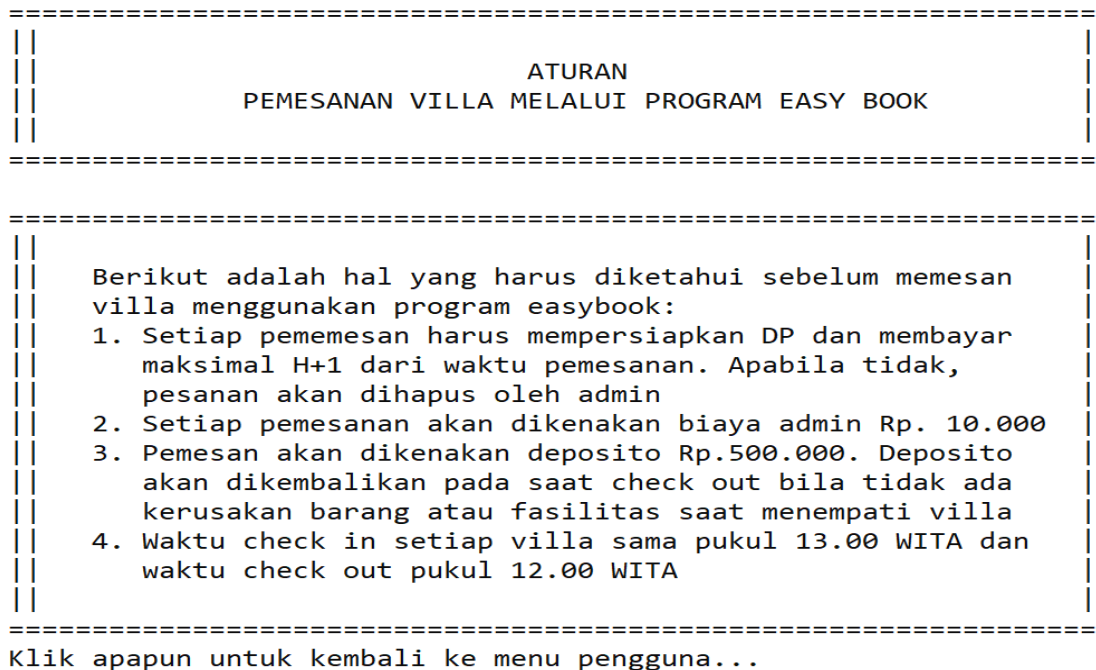 =================================================================
||                                                              |
||                             ATURAN                           |
||            PEMESANAN VILLA MELALUI PROGRAM EASY BOOK         |
||                                                              |
=================================================================
=================================================================
||                                                              |
||   Berikut adalah hal yang harus diketahui sebelum memesan    |
||   villa menggunakan program easybook:                        |
||   1. Setiap pememesan harus mempersiapkan DP dan membayar    |
||      maksimal H+1 dari waktu pemesanan. Apabila tidak,       |
||      pesanan akan dihapus oleh admin                         |
||   2. Setiap pemesanan akan dikenakan biaya admin Rp. 10.000  |
||   3. Pemesan akan dikenakan deposito Rp.500.000. Deposito    |
||      akan dikembalikan pada saat check out bila tidak ada    |
||      kerusakan barang atau fasilitas saat menempati villa    |
||   4. Waktu check in setiap villa sama pukul 13.00 WITA dan   |
||      waktu check out pukul 12.00 WITA                        |
||                                                              |
=================================================================
Klik apapun untuk kembali ke menu pengguna...